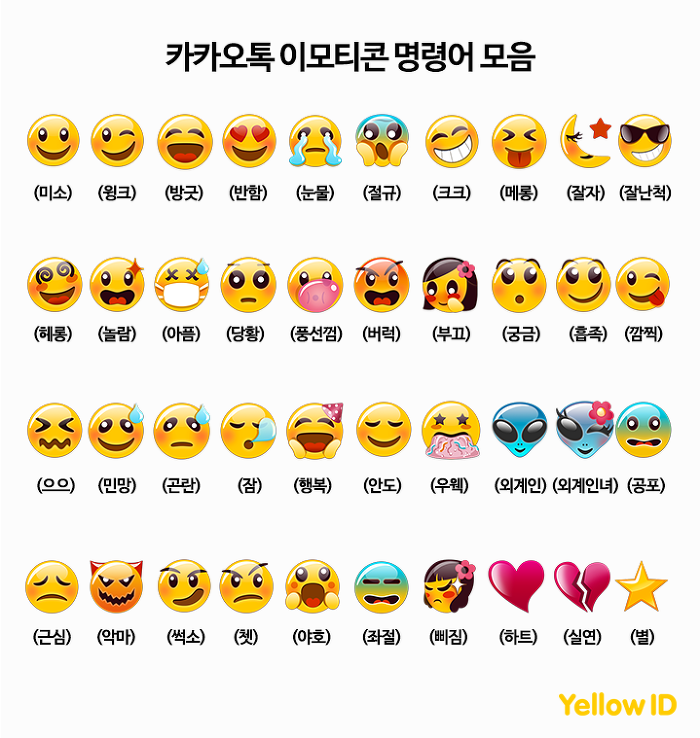 카카오톡 이모티콘 명령어 모음
(미소) (윙크) (방긋) (반함) (눈물) (절규) (크크) (메롱) (잘자) (잘난척)
(헤롱) (놀람) (아픔) (당황) (풍선껌) (버럭) (부끄) (궁금) (흡족) (깜찍)
(으으) (민망) (곤란) (잠) (행복) (안도) (우웩) (외계인) (외계인녀) (공포)
(근심) (악마) (썩소) (쳇) (야호) (좌절) (삐짐) (하트) (실연) (별)
Yellow ID